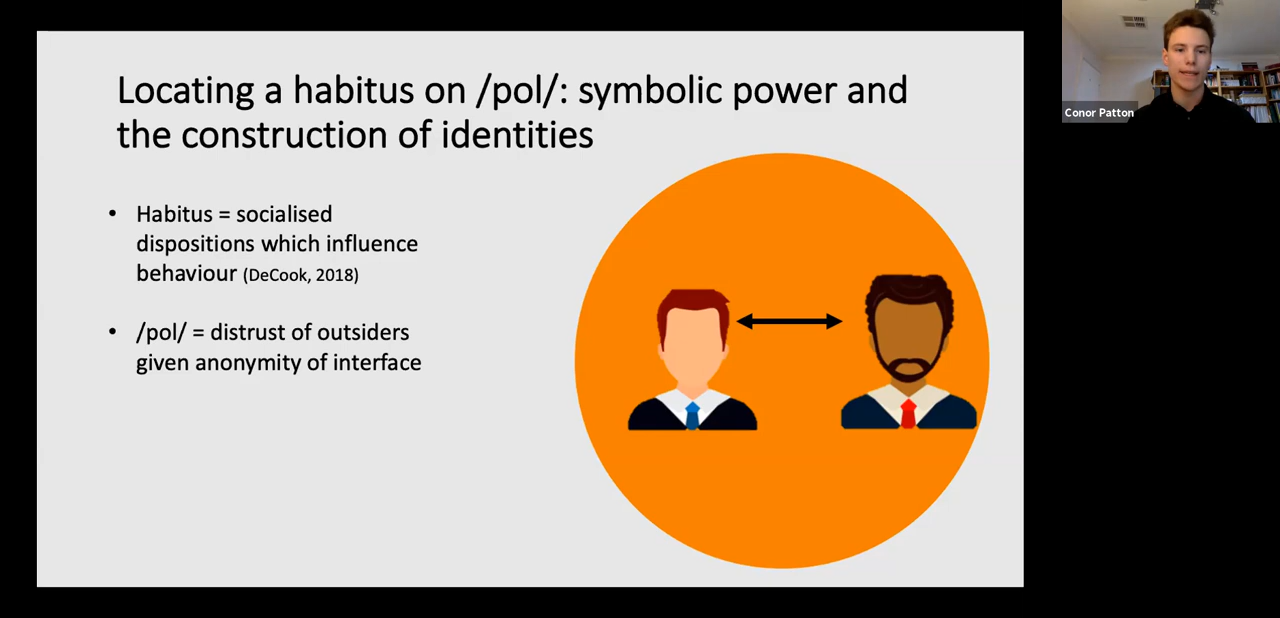 Locating a habitus on /pol/: symbolic power and
the construction of identities
• Habitus = socialised
dispositions which influence
behaviour (DeCook, 2018)
• /pol/ = distrust of outsiders
given anonymity of interface
Conor Patton